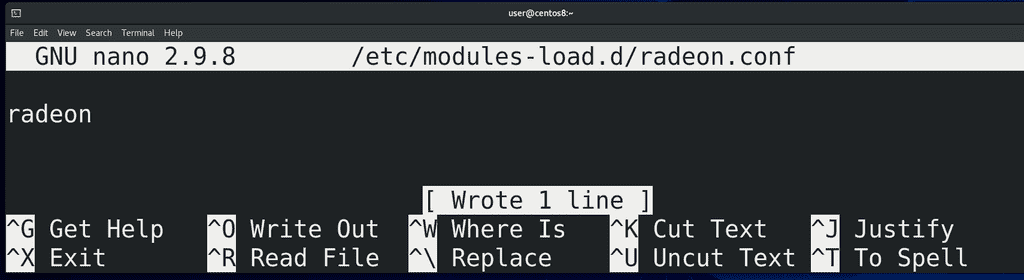 user@centos8:~
File Edit View Search Terminal Help
GNU nano 2.9.8 /etc/modules-load.d/radeon.conf
radeon
[ Wrote 1 line ]
^G Get Help ^O Write Out ^W Where Is ^K Cut Text ^J Justify
^X Exit ^R Read File ^\ Replace ^U Uncut Text ^T To Spell